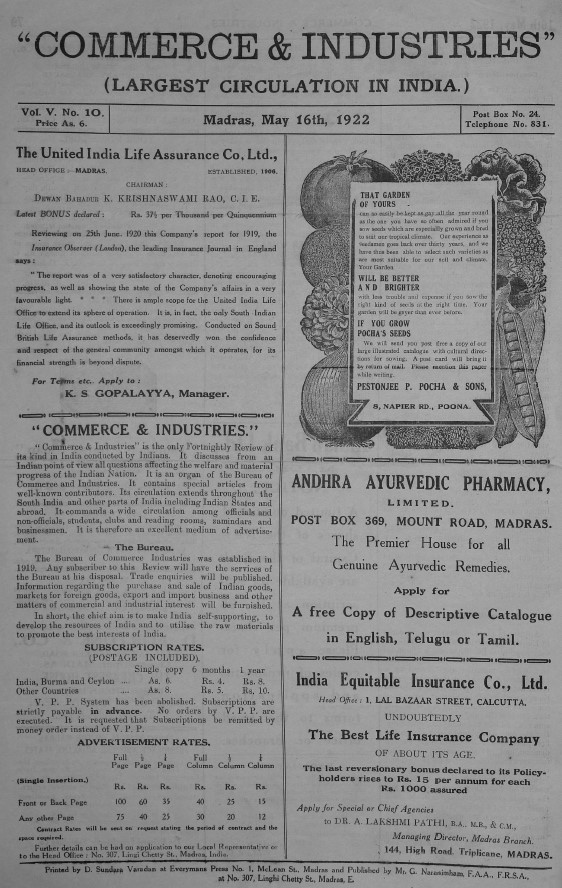 "COMMERCE & INDUSTRIES"
(LARGEST CIRCULATION IN INDIA.)
Vol. V. No. 10.
Price As. 6.
Madras, May 16th, 1922
Post Box No. 24.
Telephone No. 831.
The United India Life Assurance Co. Ltd.,
HEAD OFFICE: MADRAS. ESTABLISHED, 1906.
CHAIRMAN:
DEWAN BAHADUR K. KRISHNASWAMI RAO, C. I. E.
Latest BONUS declared : Rs. 37½ per Thousand per Quinquennium
Reviewing on 25th June. 1920 this Company's report for 1919, the
Insurance Observer (London), the leading Insurance Journal in England
says :
"The report was of a very satisfactory character, denoting encouraging
progress, as well as showing the state of the Company's affairs in a very
favourable light. * * * There is ample scope for the United India Life
Office to extend its sphere of operation. It is, in fact, the only South Indian
Life Office, and its outlook is exceedingly promising. Conducted on Sound
British Life Assurance methods, it has deservedly won the confidence
and respect of the general community amongst which it operates, for its
financial strength is beyond dispute.
For Terms etc., Apply to :
K. S. GOPALAYYA, Manager.
"COMMERCE & INDUSTRIES."
"Commerce & Industries" is the only Fortnightly Review of
its kind in India conducted by Indians. It discusses from an
Indian point of view all questions affecting the welfare and material
progress of the Indian Nation. It is an organ of the Bureau of
Commerce and Industries. It contains special articles from
well-known contributors. Its circulation extends throughout the
South India and other parts of India including Indian States and
abroad. It commands a wide circulation among officials and
non-officials, students, clubs and reading rooms, zamindars and
businessmen. It is therefore an excellent medium of advertise-
ment.
The Bureau.
The Bureau of Commerce Industries was established in
1919. Any subscriber to this Review will have the services of
the Bureau at his disposal. Trade enquiries will be published.
Information regarding the purchase and sale of Indian goods,
markets for foreign goods, export and import business and other
matters of commercial and industrial interest will be furnished.
In short, the chief aim is to make India self-supporting, to
develop the resources of India and to utilise the raw materials
to promote the best interests of India.
SUBSCRIPTION RATES.
(POSTAGE INCLUDED).
Single copy 6 months 1 year
India, Burma and Ceylon .... As. 6. Rs. 4. Rs. 8.
Other Countries .... As. 8. Rs. 5. Rs. 10.
V. P. P. System has been abolished. Subscriptions are
strictly payable in advance. No orders by V. P. P. are
executed. It is requested that Subscriptions be remitted by
money order instead of V. P. P.
ADVERTISEMENT RATES.
Full Page ½ Page ¼ Page Full Column ½ Column ¼ Column
(Single Insertion.) Rs. Rs. Rs. Rs. Rs. Rs.
Front or Back Page 100 60 35 40 25 15
Any other Page 75 40 25 30 20 12
Contract Rates will be sent on request stating the period of contract and the
space required.
Further details can be had on application to our Local Representative or
to the Head Office: No. 307, Lingi Chetty St., Madras, India.
THAT GARDEN
OF YOURS -
can so easily be kept as gay all the year round
as the one you have so often admired if you
sow seeds which are especially grown and bred
to suit our tropical climate. Our experience as
Seedsmen goes back over thirty years, and we
have thus been able to select such varieties as
are most suitable for our soil and climate.
Your Garden
WILL BE BETTER
AND BRIGHTER
with less trouble and expense if you sow the
right kind of seeds at the right time. Your
garden will be gayer than ever before.
IF YOU GROW
POCHA'S SEEDS
We will send you post free a copy of our
large illustrated catalogue with cultural direc-
tions for sowing. A post card will bring it
by return of mail. Please mention this paper
while writing.
PESTONJEE P. POCHA & SONS,
8, NAPIER RD., POONA.
ANDHRA AYURVEDIC PHARMACY,
LIMITED.
POST BOX 369, MOUNT ROAD, MADRAS.
The Premier House for all
Genuine Ayurvedic Remedies.
Apply for
A free Copy of Descriptive Catalogue
in English, Telugu or Tamil.
India Equitable Insurance Co., Ltd.
Head Office: 1, LAL BAZAAR STREET, CALCUTTA.
UNDOUBTEDLY
The Best Life Insurance Company
OF ABOUT ITS AGE.
The last reversionary bonus declared to its Policy-
holders rises to Rs. 15 per annum for each
Rs. 1000 assured
Apply for Special or Chief Agencies
to DR. A. LAKSHMI PATHI, B.A., M.B., & C.M.,
Managing Director, Madras Branch.
144, High Road, Triplicane, MADRAS.
Printed by D. Sundara Varadan at Everymans Press No. 1, McLean St., Madras and Published by Mr. G. Narasimham, F.A.A., F.R.S.A.,
at No. 307, Linghi Chetty St., Madras, E.